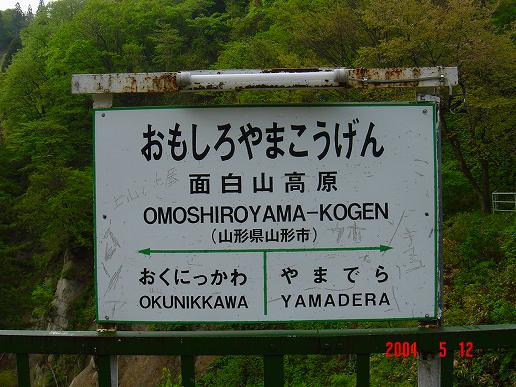 おもしろやまこうげん
面白山高原
OMOSHIROYAMA-KOGEN
(山形県山形市)
おくにっかわ やまでら
OKUNIKKAWA YAMADERA
2004 5 12